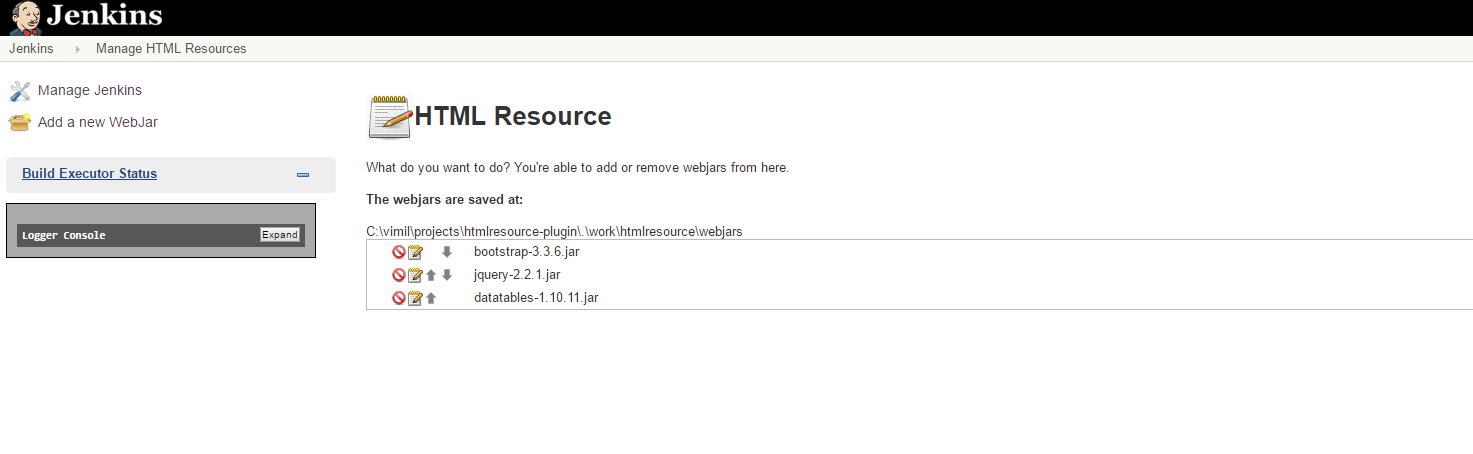 Jenkins
Jenkins Manage HTML Resources
Manage Jenkins
Add a new WebJar
Build Executor Status
Logger Console Expand
HTML Resource
What do you want to do? You're able to add or remove webjars from here.
The webjars are saved at:
C:\vimil\projects\htmlresource-plugin\.\work\htmlresource\webjars
bootstrap-3.3.6.jar
jquery-2.2.1.jar
datatables-1.10.11.jar